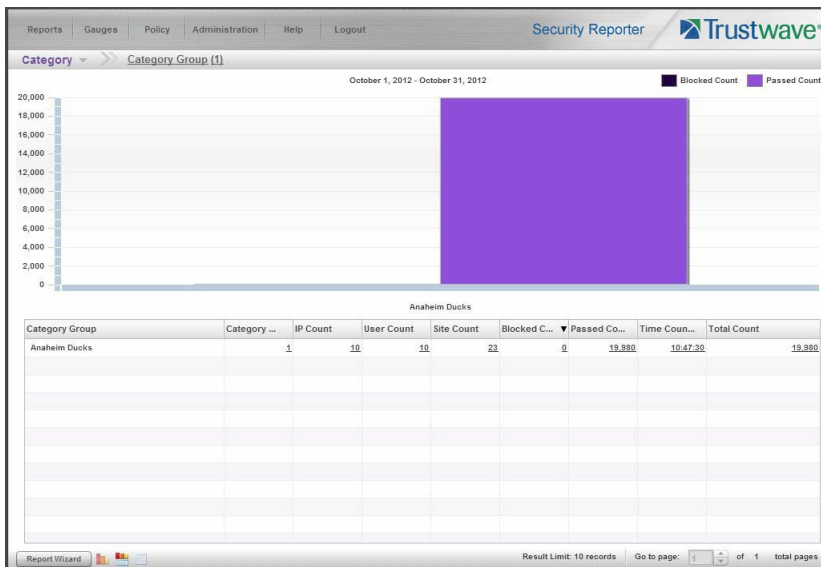 Reports Gauges Policy Administration Help Logout Security Reporter Trustwave®
Category Category Group (1)
October 1, 2012 - October 31, 2012 Blocked Count Passed Count
20,000
18,000
16,000
14,000
12,000
10,000
8,000
6,000
4,000
2,000
0
Anaheim Ducks
Category Group Category ... IP Count User Count Site Count Blocked C... Passed Co... Time Coun... Total Count
Anaheim Ducks 1 10 10 23 0 19,980 10:47:30 19,980
Report Wizard Result Limit: 10 records Go to page: 1 of 1 total pages